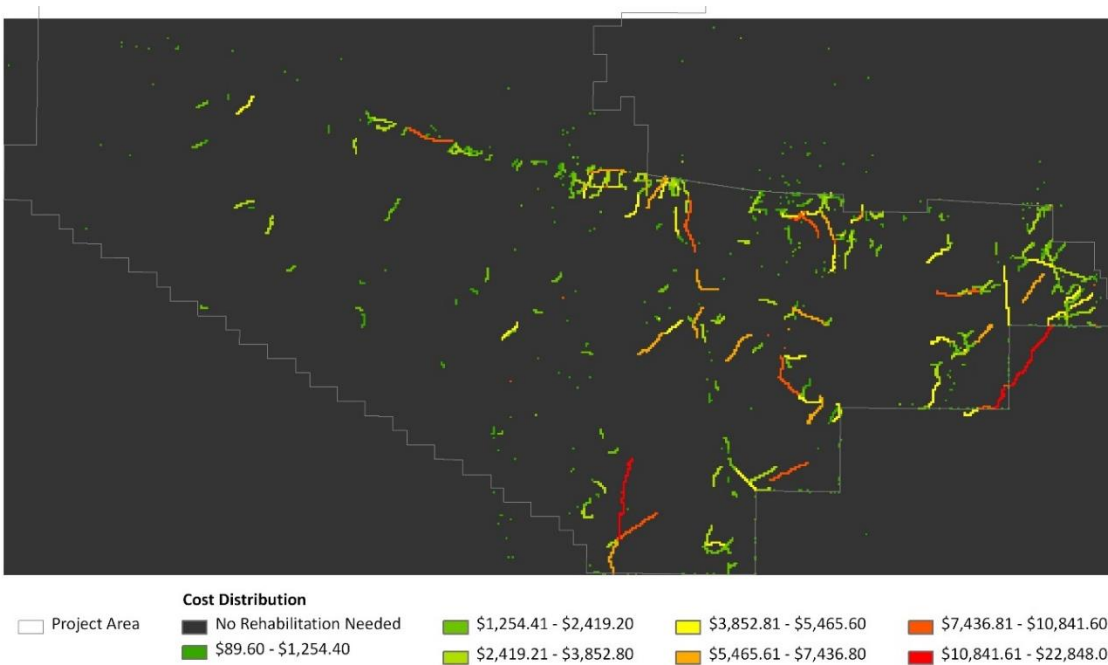 Cost Distribution
Project Area
No Rehabilitation Needed
$89.60 - $1,254.40
$1,254.41 - $2,419.20
$2,419.21 - $3,852.80
$3,852.81 - $5,465.60
$5,465.61 - $7,436.80
$7,436.81 - $10,841.60
$10,841.61 - $22,848.0